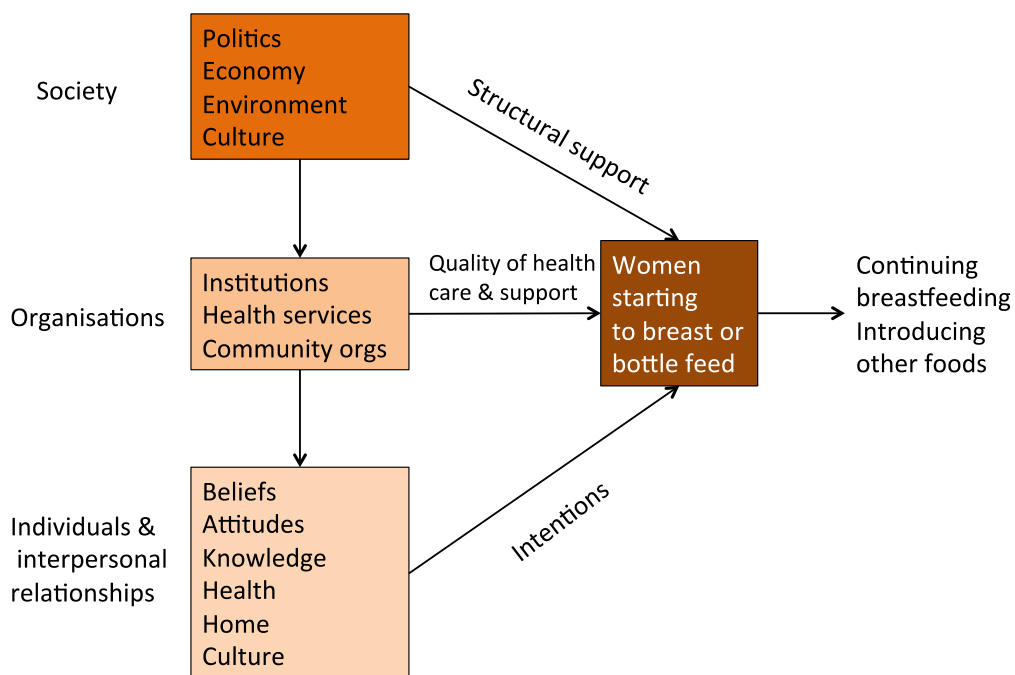 Society
Politics
Economy
Environment
Culture
Structural support
Organisations
Institutions
Health services
Community orgs
Quality of health
care & support
Women
starting
to breast or
bottle feed
Continuing
breastfeeding
Introducing
other foods
Individuals &
interpersonal
relationships
Beliefs
Attitudes
Knowledge
Health
Home
Culture
Intentions